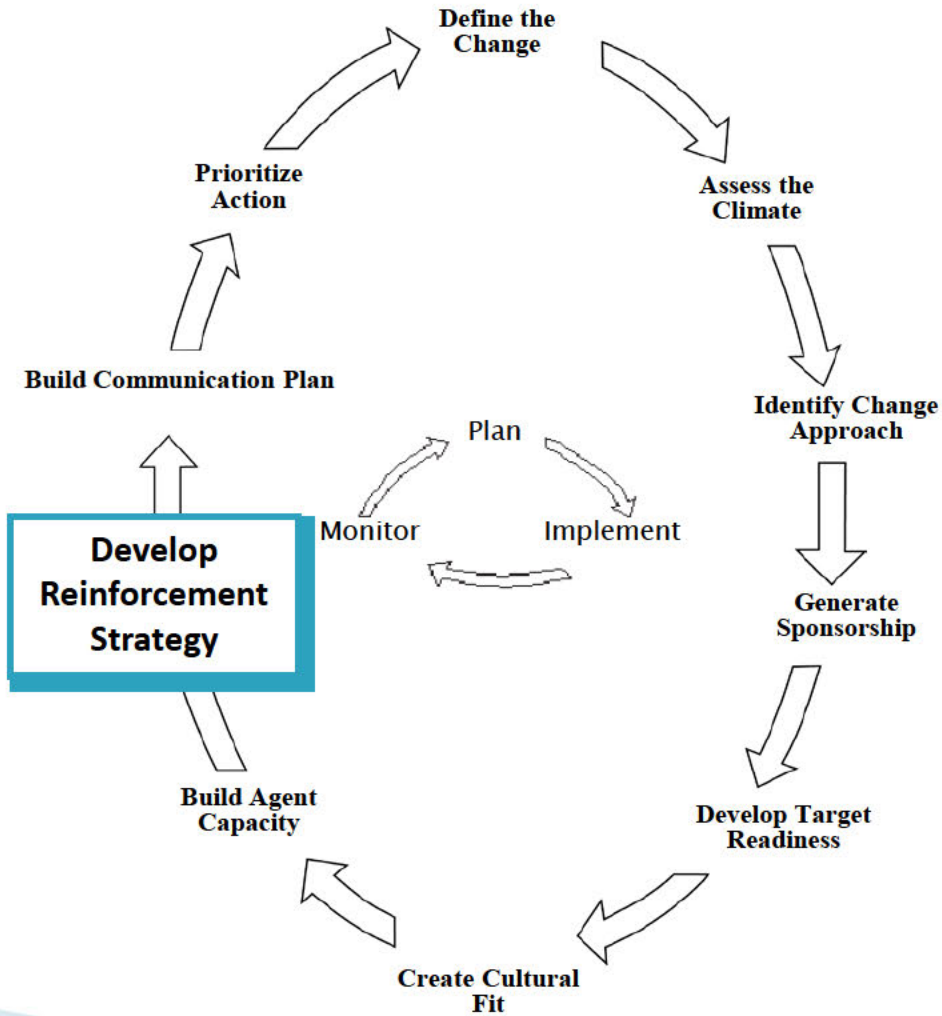 Define the
Change
Assess the
Climate
Identify Change
Approach
Generate
Sponsorship
Develop Target
Readiness
Create Cultural
Fit
Build Agent
Capacity
Develop
Reinforcement
Strategy
Build Communication Plan
Prioritize
Action
Plan
Implement
Monitor